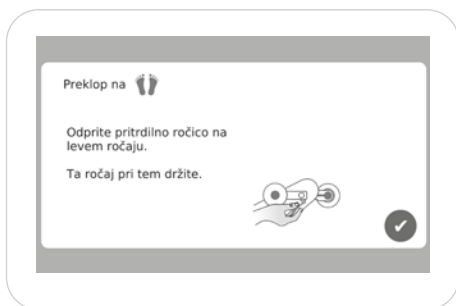 Preklop na
Odprite pritrdilno ročico na
levem ročaju.
Ta ročaj pri tem držite.